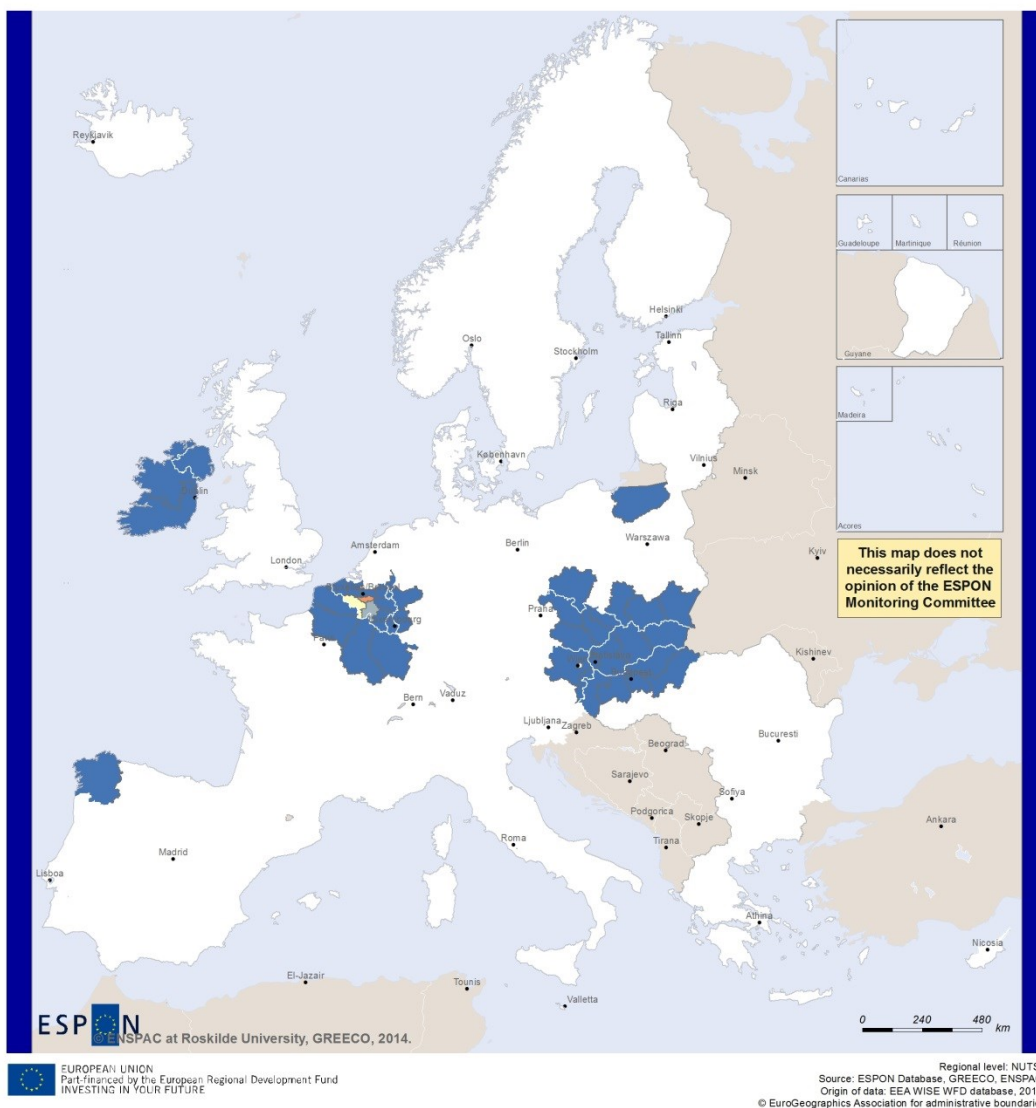 Reykjavik
Canarias
Guadeloupe
Martinique
Réunion
Guyane
Madeira
Acores
Helsinki
Tallinn
Oslo
Stockholm
Riga
København
Vilnius
Minsk
This map does not
necessarily reflect the
opinion of the ESPON
Monitoring Committee
Warszawa
Berlin
Amsterdam
London
Kyiv
Praha
Kishinev
Bern
Vaduz
Ljubljana
Zagreb
Beograd
Bucuresti
Sarajevo
Sofiya
Podgorica
Skopje
Tirana
Ankara
Roma
Madrid
Lisboa
Athina
Nicosia
El-Jazair
Tounis
Valletta
ESPON
© ENSPAC at Roskilde University, GREECO, 2014.
0 240 480 km
EUROPEAN UNION
Part-financed by the European Regional Development Fund
INVESTING IN YOUR FUTURE
Regional level: NUTS
Source: ESPON Database, GREECO, ENSPA
Origin of data: EEA WISE WFD database, 201
© EuroGeographics Association for administrative boundarie